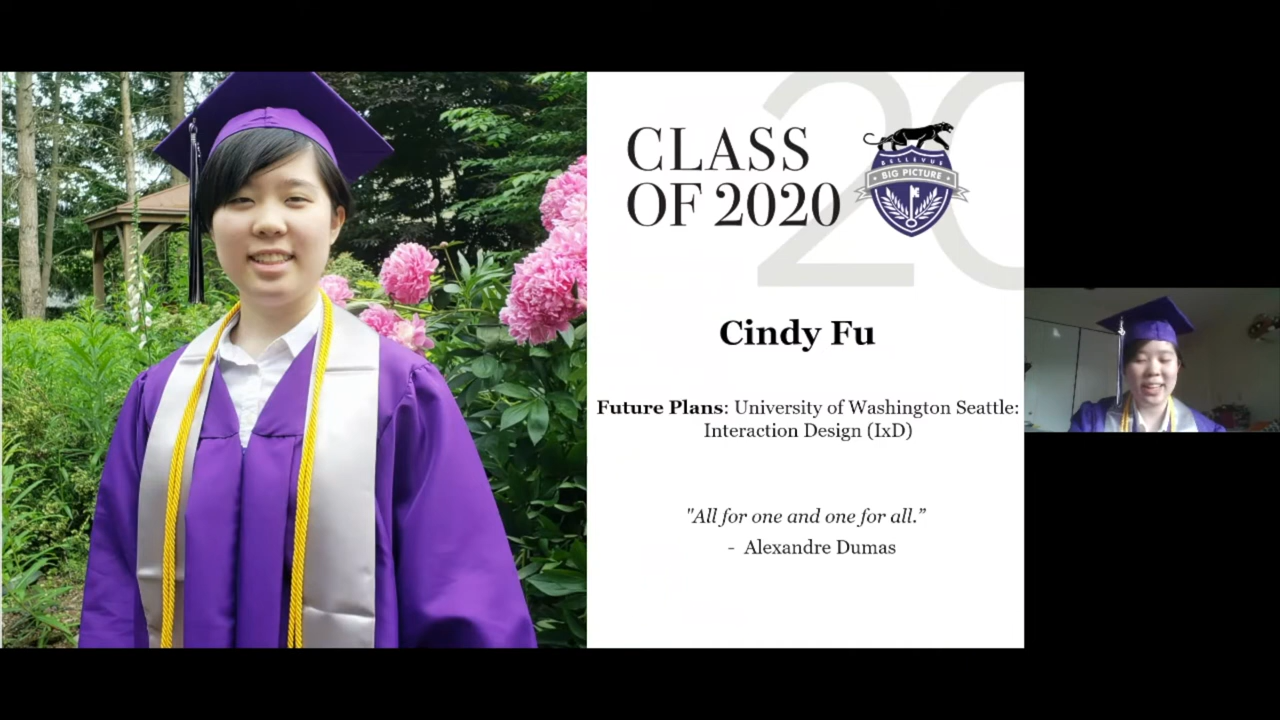 CLASS
OF 2020
20
BELLEVUE
BIG PICTURE
Cindy Fu
Future Plans: University of Washington Seattle:
Interaction Design (IxD)
"All for one and one for all.”
- Alexandre Dumas